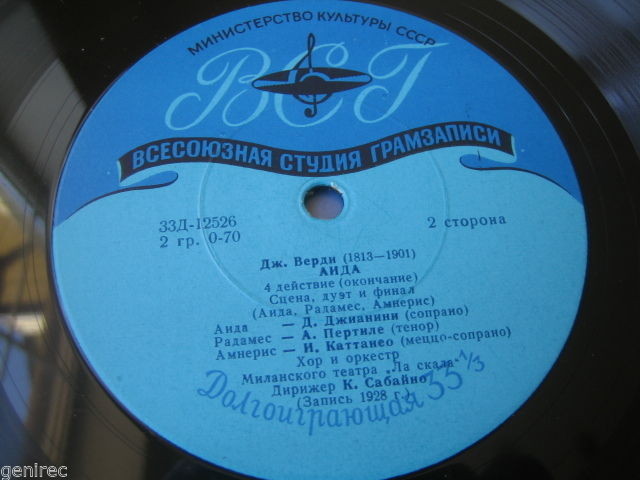 МИНИСТЕРСТВО КУЛЬТУРЫ СССР
ВСГ
ВСЕСОЮЗНАЯ СТУДИЯ ГРАМЗАПИСИ
33Д-12526
2 гр. 0-70
2 сторона
Дж. Верди (1813—1901)
АИДА
4 действие (окончание)
Сцена, дуэт и финал
(Аида, Радамес, Амнерис)
Аида — Д. Джианини (сопрано)
Радамес — А. Пертиле (тенор)
Амнерис — И. Каттанео (меццо-сопрано)
Хор и оркестр
Миланского театра „Ла скала"
Дирижер К. Сабайно
(Запись 1928 г.)
Долгоиграющая 33 1/3
genirec